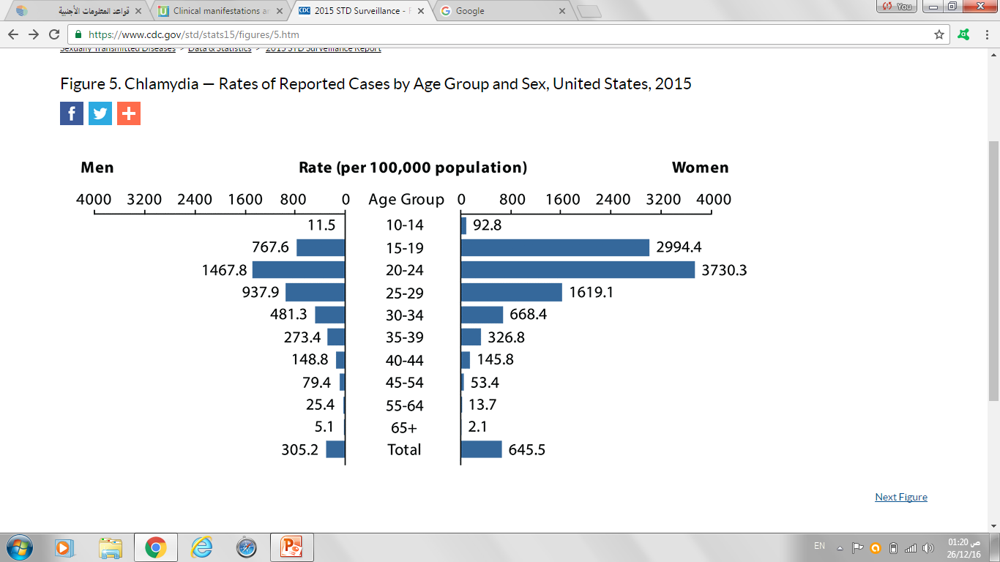 قواعد المعلومات الأجنبية
Clinical manifestations a
2015 STD Surveillance - F
Google
You
https://www.cdc.gov/std/stats15/figures/5.htm
Sexually Transmitted Diseases > Data & Statistics > 2015 STD Surveillance Report
Figure 5. Chlamydia — Rates of Reported Cases by Age Group and Sex, United States, 2015
Men Rate (per 100,000 population) Women
4000 3200 2400 1600 800 0 Age Group 0 800 1600 2400 3200 4000
11.5 10-14 92.8
767.6 15-19 2994.4
1467.8 20-24 3730.3
937.9 25-29 1619.1
481.3 30-34 668.4
273.4 35-39 326.8
148.8 40-44 145.8
79.4 45-54 53.4
25.4 55-64 13.7
5.1 65+ 2.1
305.2 Total 645.5
Next Figure
EN
01:20 ص
26/12/16